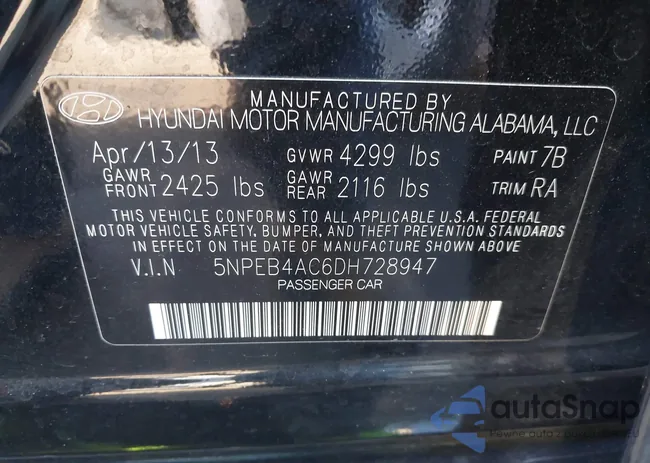 MANUFACTURED BY
HYUNDAI MOTOR MANUFACTURING ALABAMA, LLC
Apr/13/13 GVWR 4299 lbs PAINT 7B
GAWR FRONT 2425 lbs GAWR REAR 2116 lbs TRIM RA
THIS VEHICLE CONFORMS TO ALL APPLICABLE U.S.A. FEDERAL
MOTOR VEHICLE SAFETY, BUMPER, AND THEFT PREVENTION STANDARDS
IN EFFECT ON THE DATE OF MANUFACTURE SHOWN ABOVE
V.I.N 5NPEB4AC6DH728947
PASSENGER CAR
autaSnap